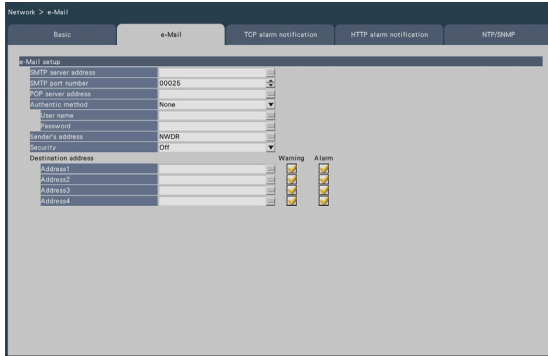 Network > e-Mail
Basic e-Mail TCP alarm notification HTTP alarm notification NTP/SNMP
e-Mail setup
SMTP server address
SMTP port number 00025
POP server address
Authentic method None
User name
Password
Sender's address NWDR
Security Off
Destination address Warning Alarm
Address1
Address2
Address3
Address4